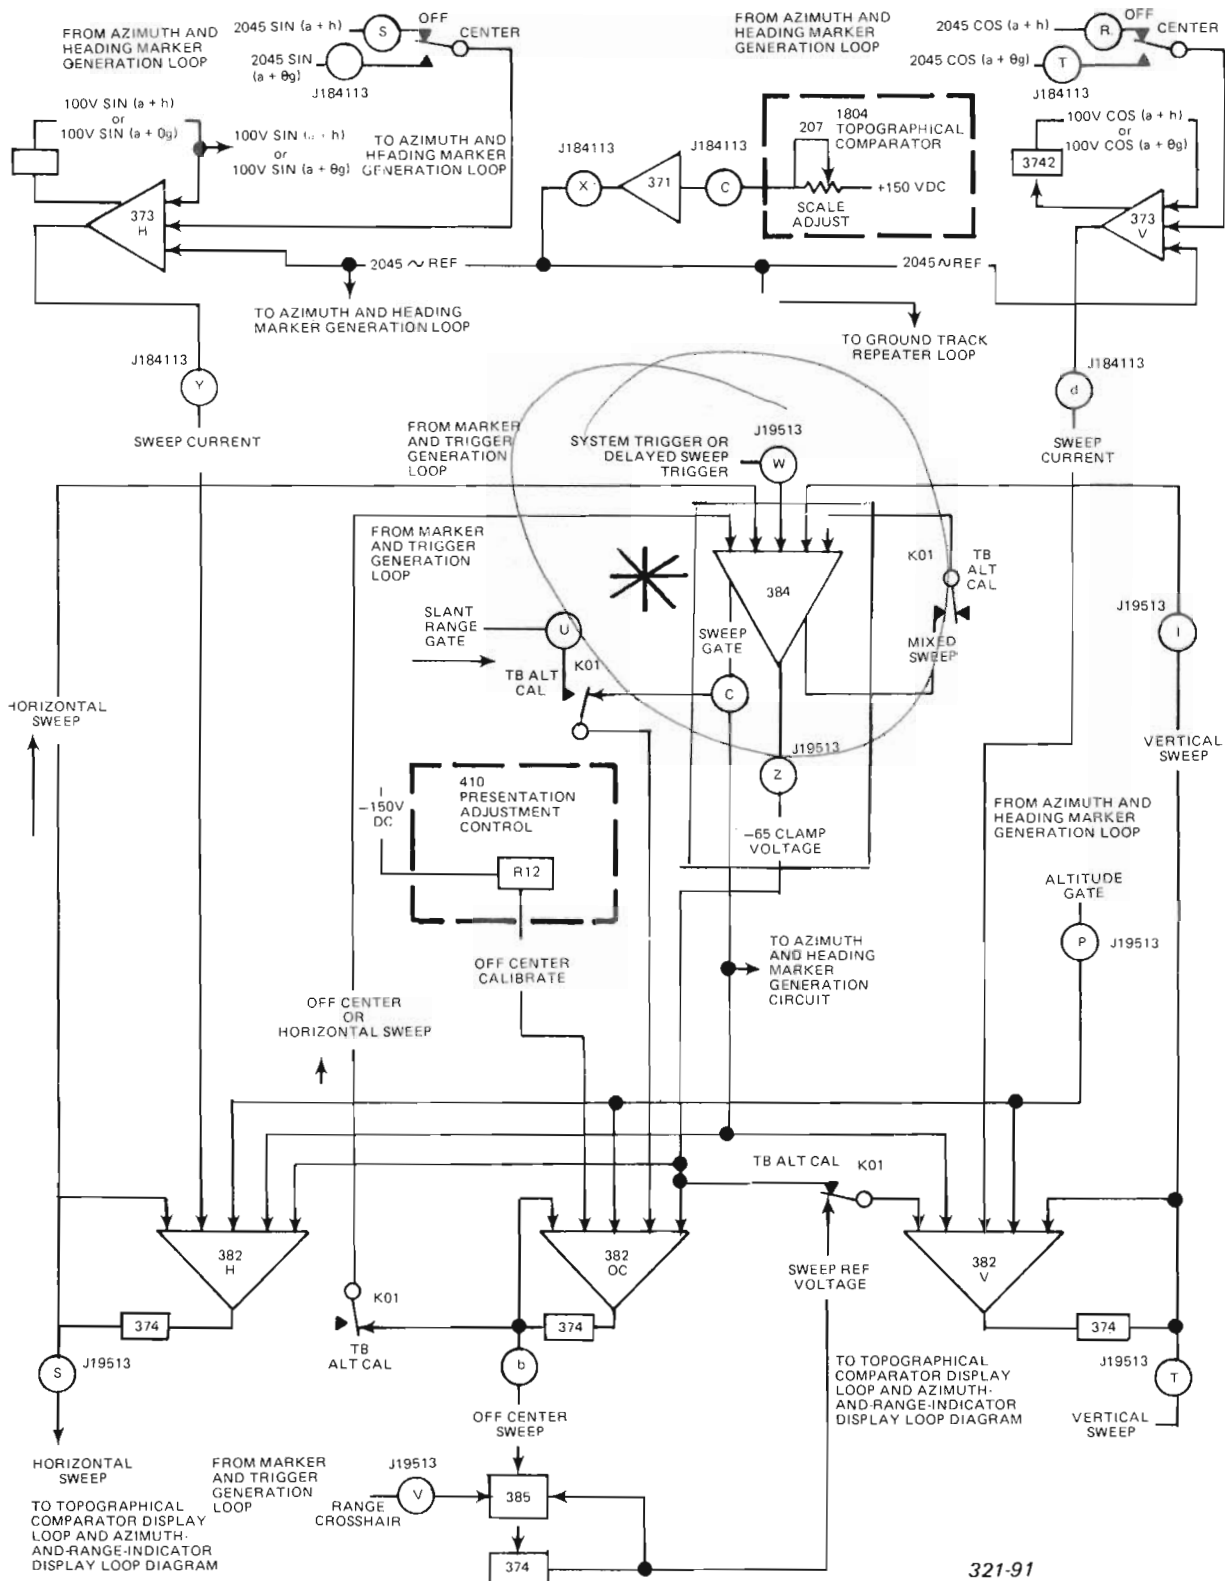 FROM AZIMUTH AND
HEADING MARKER
GENERATION LOOP
2045 SIN (a + h)
S
OFF
CENTER
2045 SIN
(a + θg)
J184113
FROM AZIMUTH AND
HEADING MARKER
GENERATION LOOP
2045 COS (a + h)
R
OFF
CENTER
2045 COS (a + θg)
T
J184113
100V SIN (a + h)
or
100V SIN (a + θg)
100V SIN (a + h)
or
100V SIN (a + θg)
TO AZIMUTH AND
HEADING MARKER
GENERATION LOOP
373
H
J184113
X
371
J184113
C
1804
TOPOGRAPHICAL
COMPARATOR
207
+150 VDC
SCALE
ADJUST
100V COS (a + h)
or
100V COS (a + θg)
3742
373
V
2045 ~ REF
2045 ~ REF
TO AZIMUTH AND HEADING
MARKER GENERATION LOOP
TO GROUND TRACK
REPEATER LOOP
J184113
Y
SWEEP CURRENT
J184113
d
SWEEP
CURRENT
FROM MARKER
AND TRIGGER
GENERATION
LOOP
SYSTEM TRIGGER OR
DELAYED SWEEP
TRIGGER
J19513
W
FROM MARKER
AND TRIGGER
GENERATION
LOOP
384
K01
TB
ALT
CAL
MIXED
SWEEP
SLANT
RANGE
GATE
U
K01
TB ALT
CAL
SWEEP
GATE
C
J19513
I
HORIZONTAL
SWEEP
VERTICAL
SWEEP
J19513
Z
-65 CLAMP
VOLTAGE
-150V
DC
410
PRESENTATION
ADJUSTMENT
CONTROL
R12
FROM AZIMUTH AND
HEADING MARKER
GENERATION LOOP
ALTITUDE
GATE
P
J19513
OFF CENTER
CALIBRATE
TO AZIMUTH
AND HEADING
MARKER
GENERATION
CIRCUIT
OFF CENTER
OR
HORIZONTAL SWEEP
TB ALT CAL
K01
382
H
382
OC
382
V
SWEEP REF
VOLTAGE
K01
TB
ALT CAL
374
374
374
S
J19513
b
J19513
T
HORIZONTAL
SWEEP
OFF CENTER
SWEEP
VERTICAL
SWEEP
TO TOPOGRAPHICAL
COMPARATOR DISPLAY
LOOP AND AZIMUTH-
AND-RANGE-INDICATOR
DISPLAY LOOP DIAGRAM
FROM MARKER
AND TRIGGER
GENERATION
LOOP
J19513
V
RANGE
CROSSHAIR
385
374
TO TOPOGRAPHICAL
COMPARATOR DISPLAY
LOOP AND AZIMUTH-
AND-RANGE-INDICATOR
DISPLAY LOOP DIAGRAM
321-91